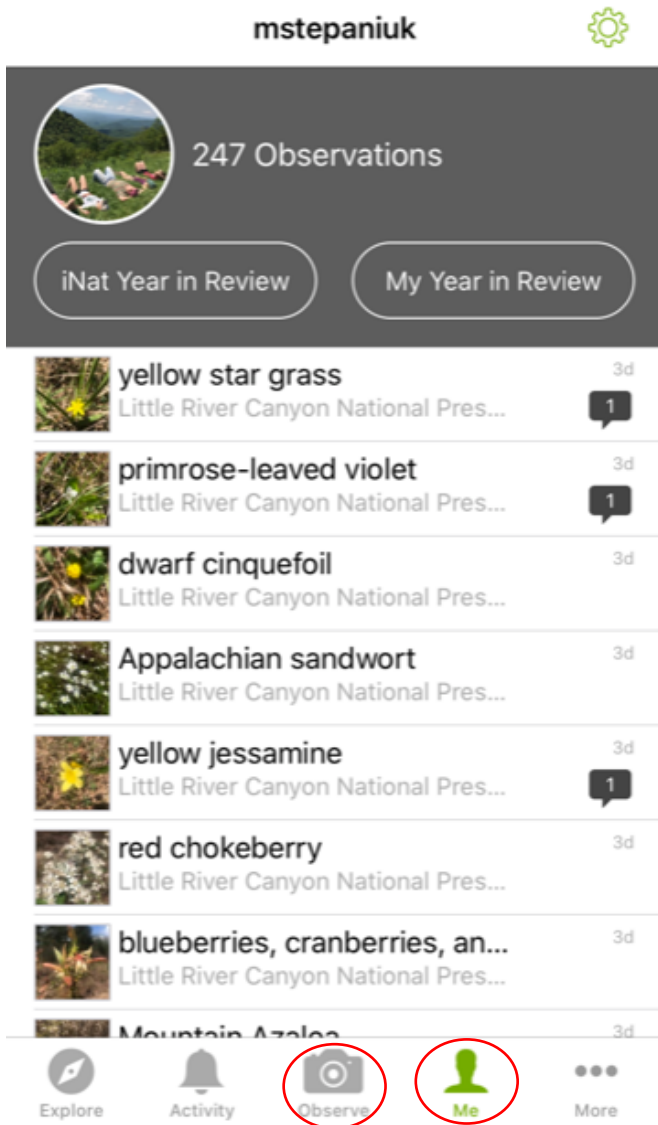 mstepaniuk
247 Observations
iNat Year in Review
My Year in Review
yellow star grass
3d
Little River Canyon National Pres...
1
primrose-leaved violet
3d
Little River Canyon National Pres...
1
dwarf cinquefoil
3d
Little River Canyon National Pres...
Appalachian sandwort
3d
Little River Canyon National Pres...
yellow jessamine
3d
Little River Canyon National Pres...
1
red chokeberry
3d
Little River Canyon National Pres...
blueberries, cranberries, an...
3d
Little River Canyon National Pres...
Mountain Azalea
3d
Explore
Activity
Observe
Me
More